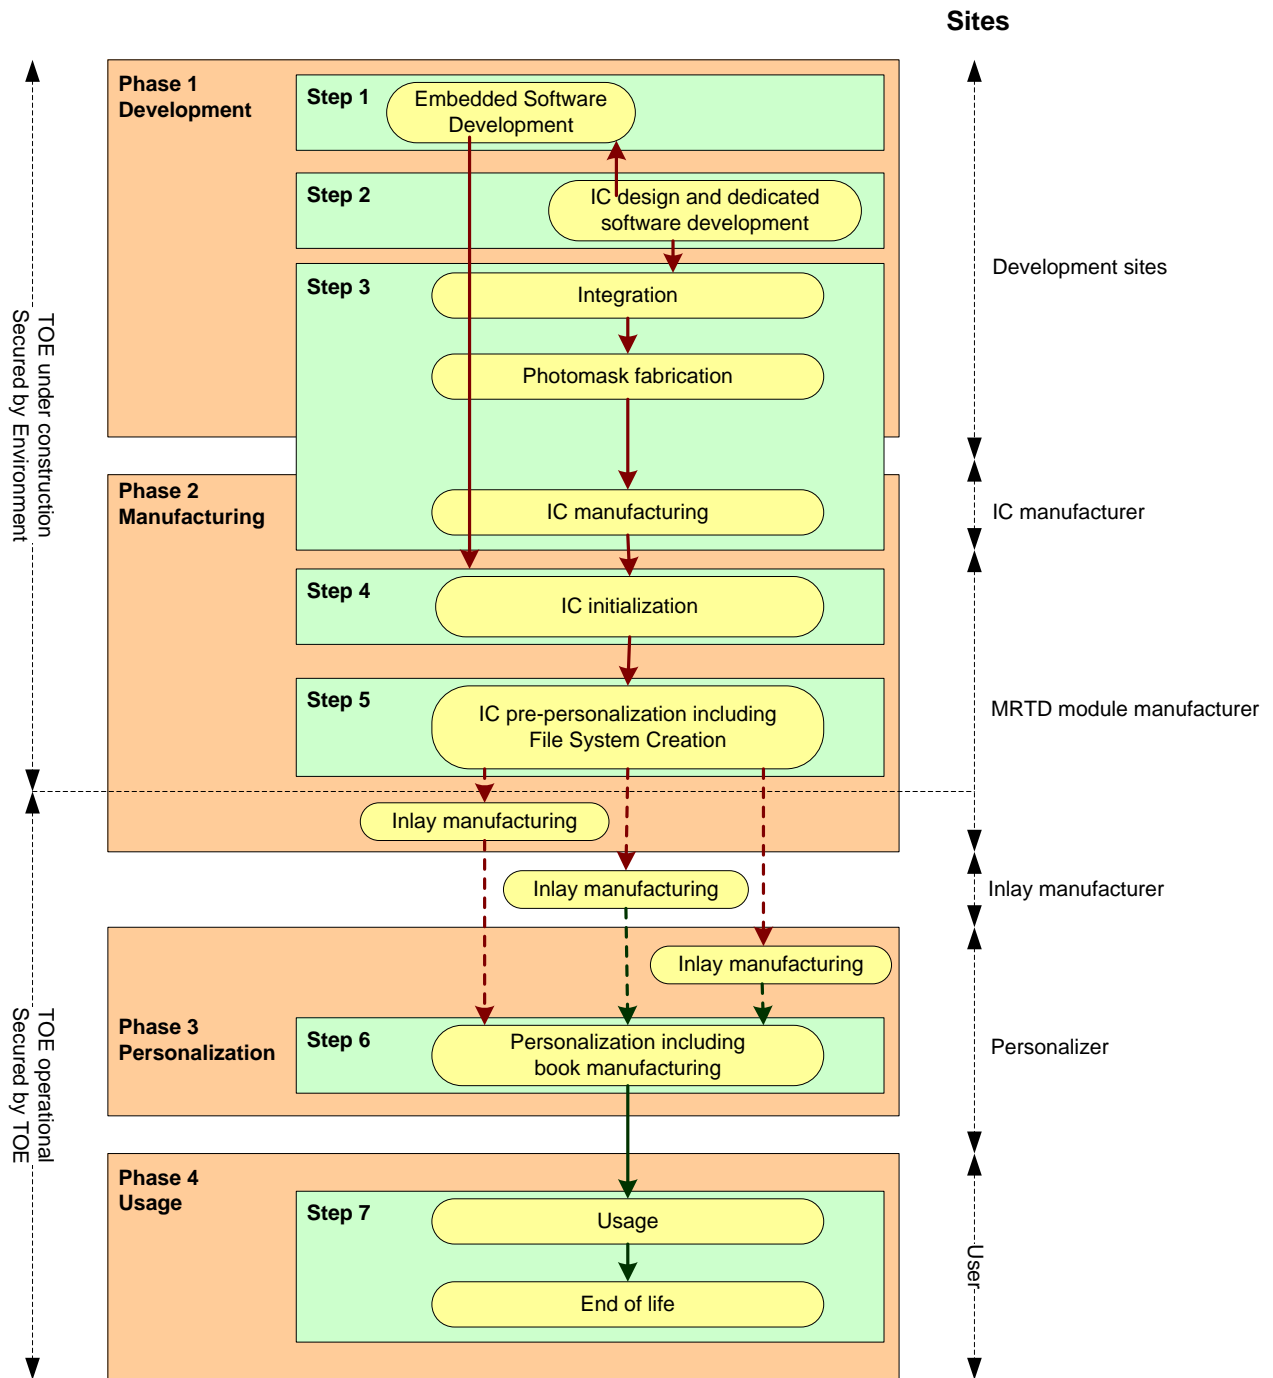 Sites
Phase 1
Development
Step 1
Embedded Software
Development
Step 2
IC design and dedicated
software development
Step 3
Integration
Photomask fabrication
Development sites
TOE under construction
Secured by Environment
Phase 2
Manufacturing
IC manufacturing
IC manufacturer
Step 4
IC initialization
Step 5
IC pre-personalization including
File System Creation
MRTD module manufacturer
Inlay manufacturing
Inlay manufacturing
Inlay manufacturer
Inlay manufacturing
Phase 3
Personalization
Step 6
Personalization including
book manufacturing
Personalizer
TOE operational
Secured by TOE
Phase 4
Usage
Step 7
Usage
End of life
User